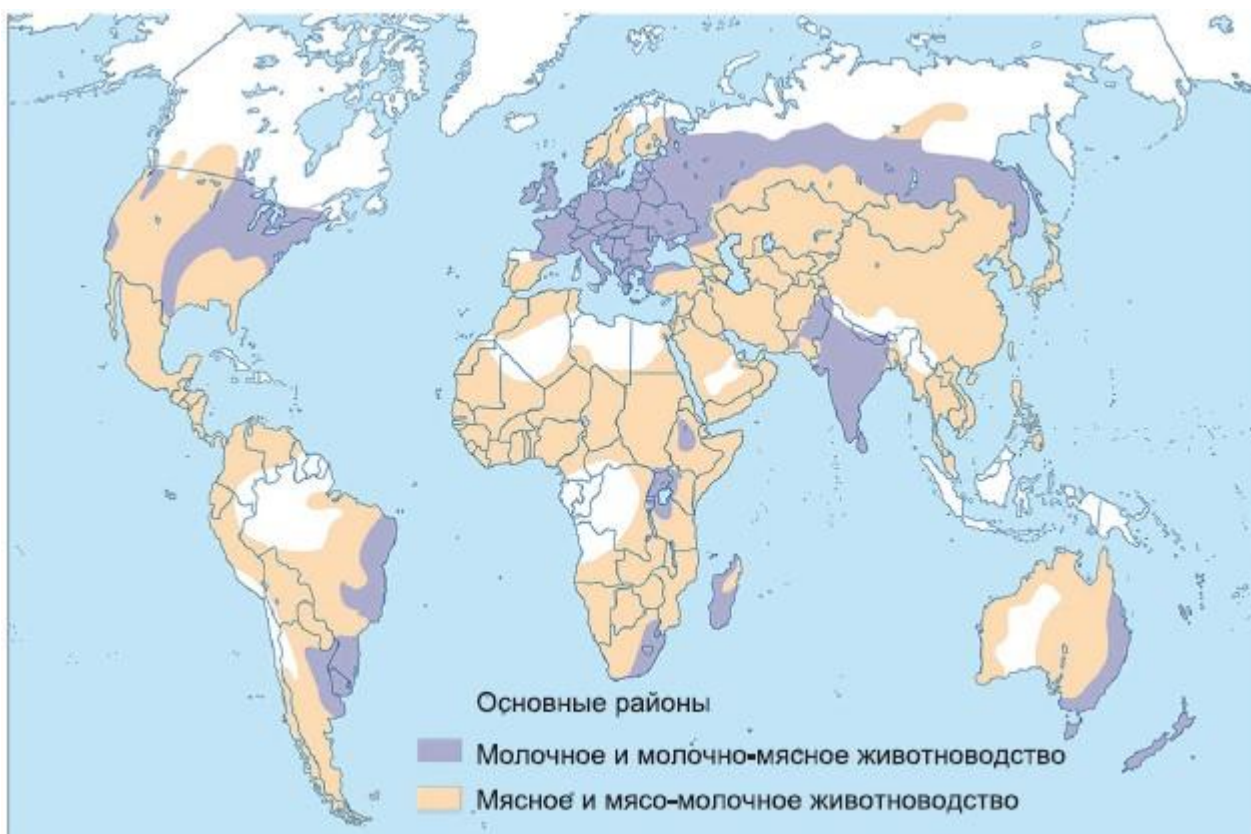 Основные районы
Молочное и молочно-мясное животноводство
Мясное и мясо-молочное животноводство